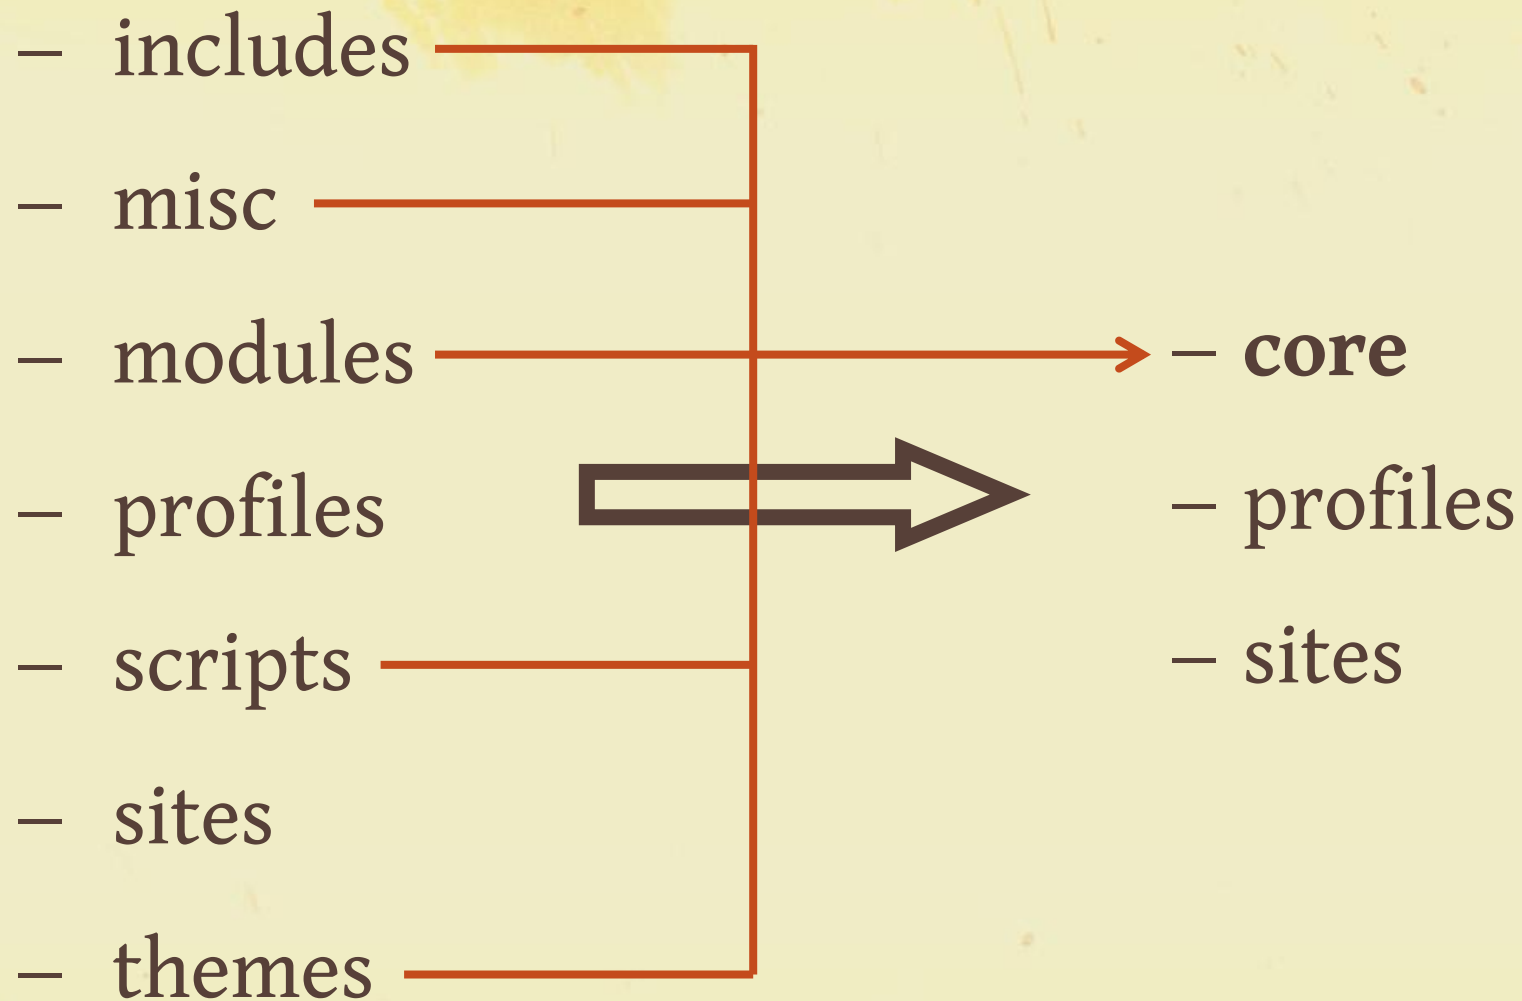 – includes
– misc
– modules
– profiles
– scripts
– sites
– themes
– core
– profiles
– sites